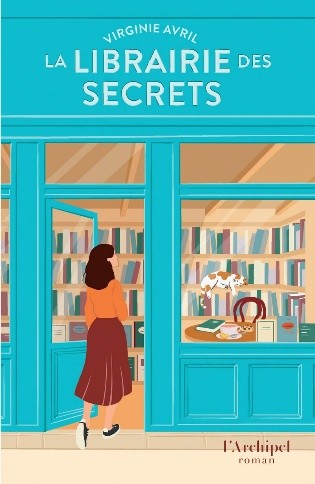 VIRGINIE AVRIL
LA LIBRAIRIE DES
SECRETS
l'Archipel
roman